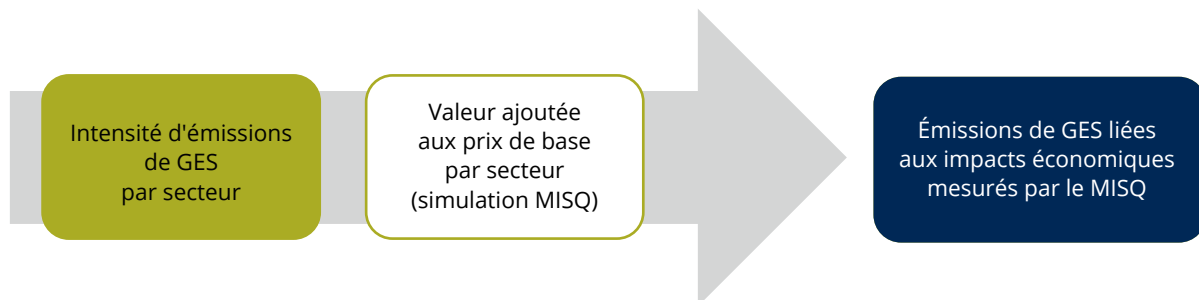 Intensité d'émissions
de GES
par secteur
Valeur ajoutée
aux prix de base
par secteur
(simulation MISQ)
Émissions de GES liées
aux impacts économiques
mesurés par le MISQ